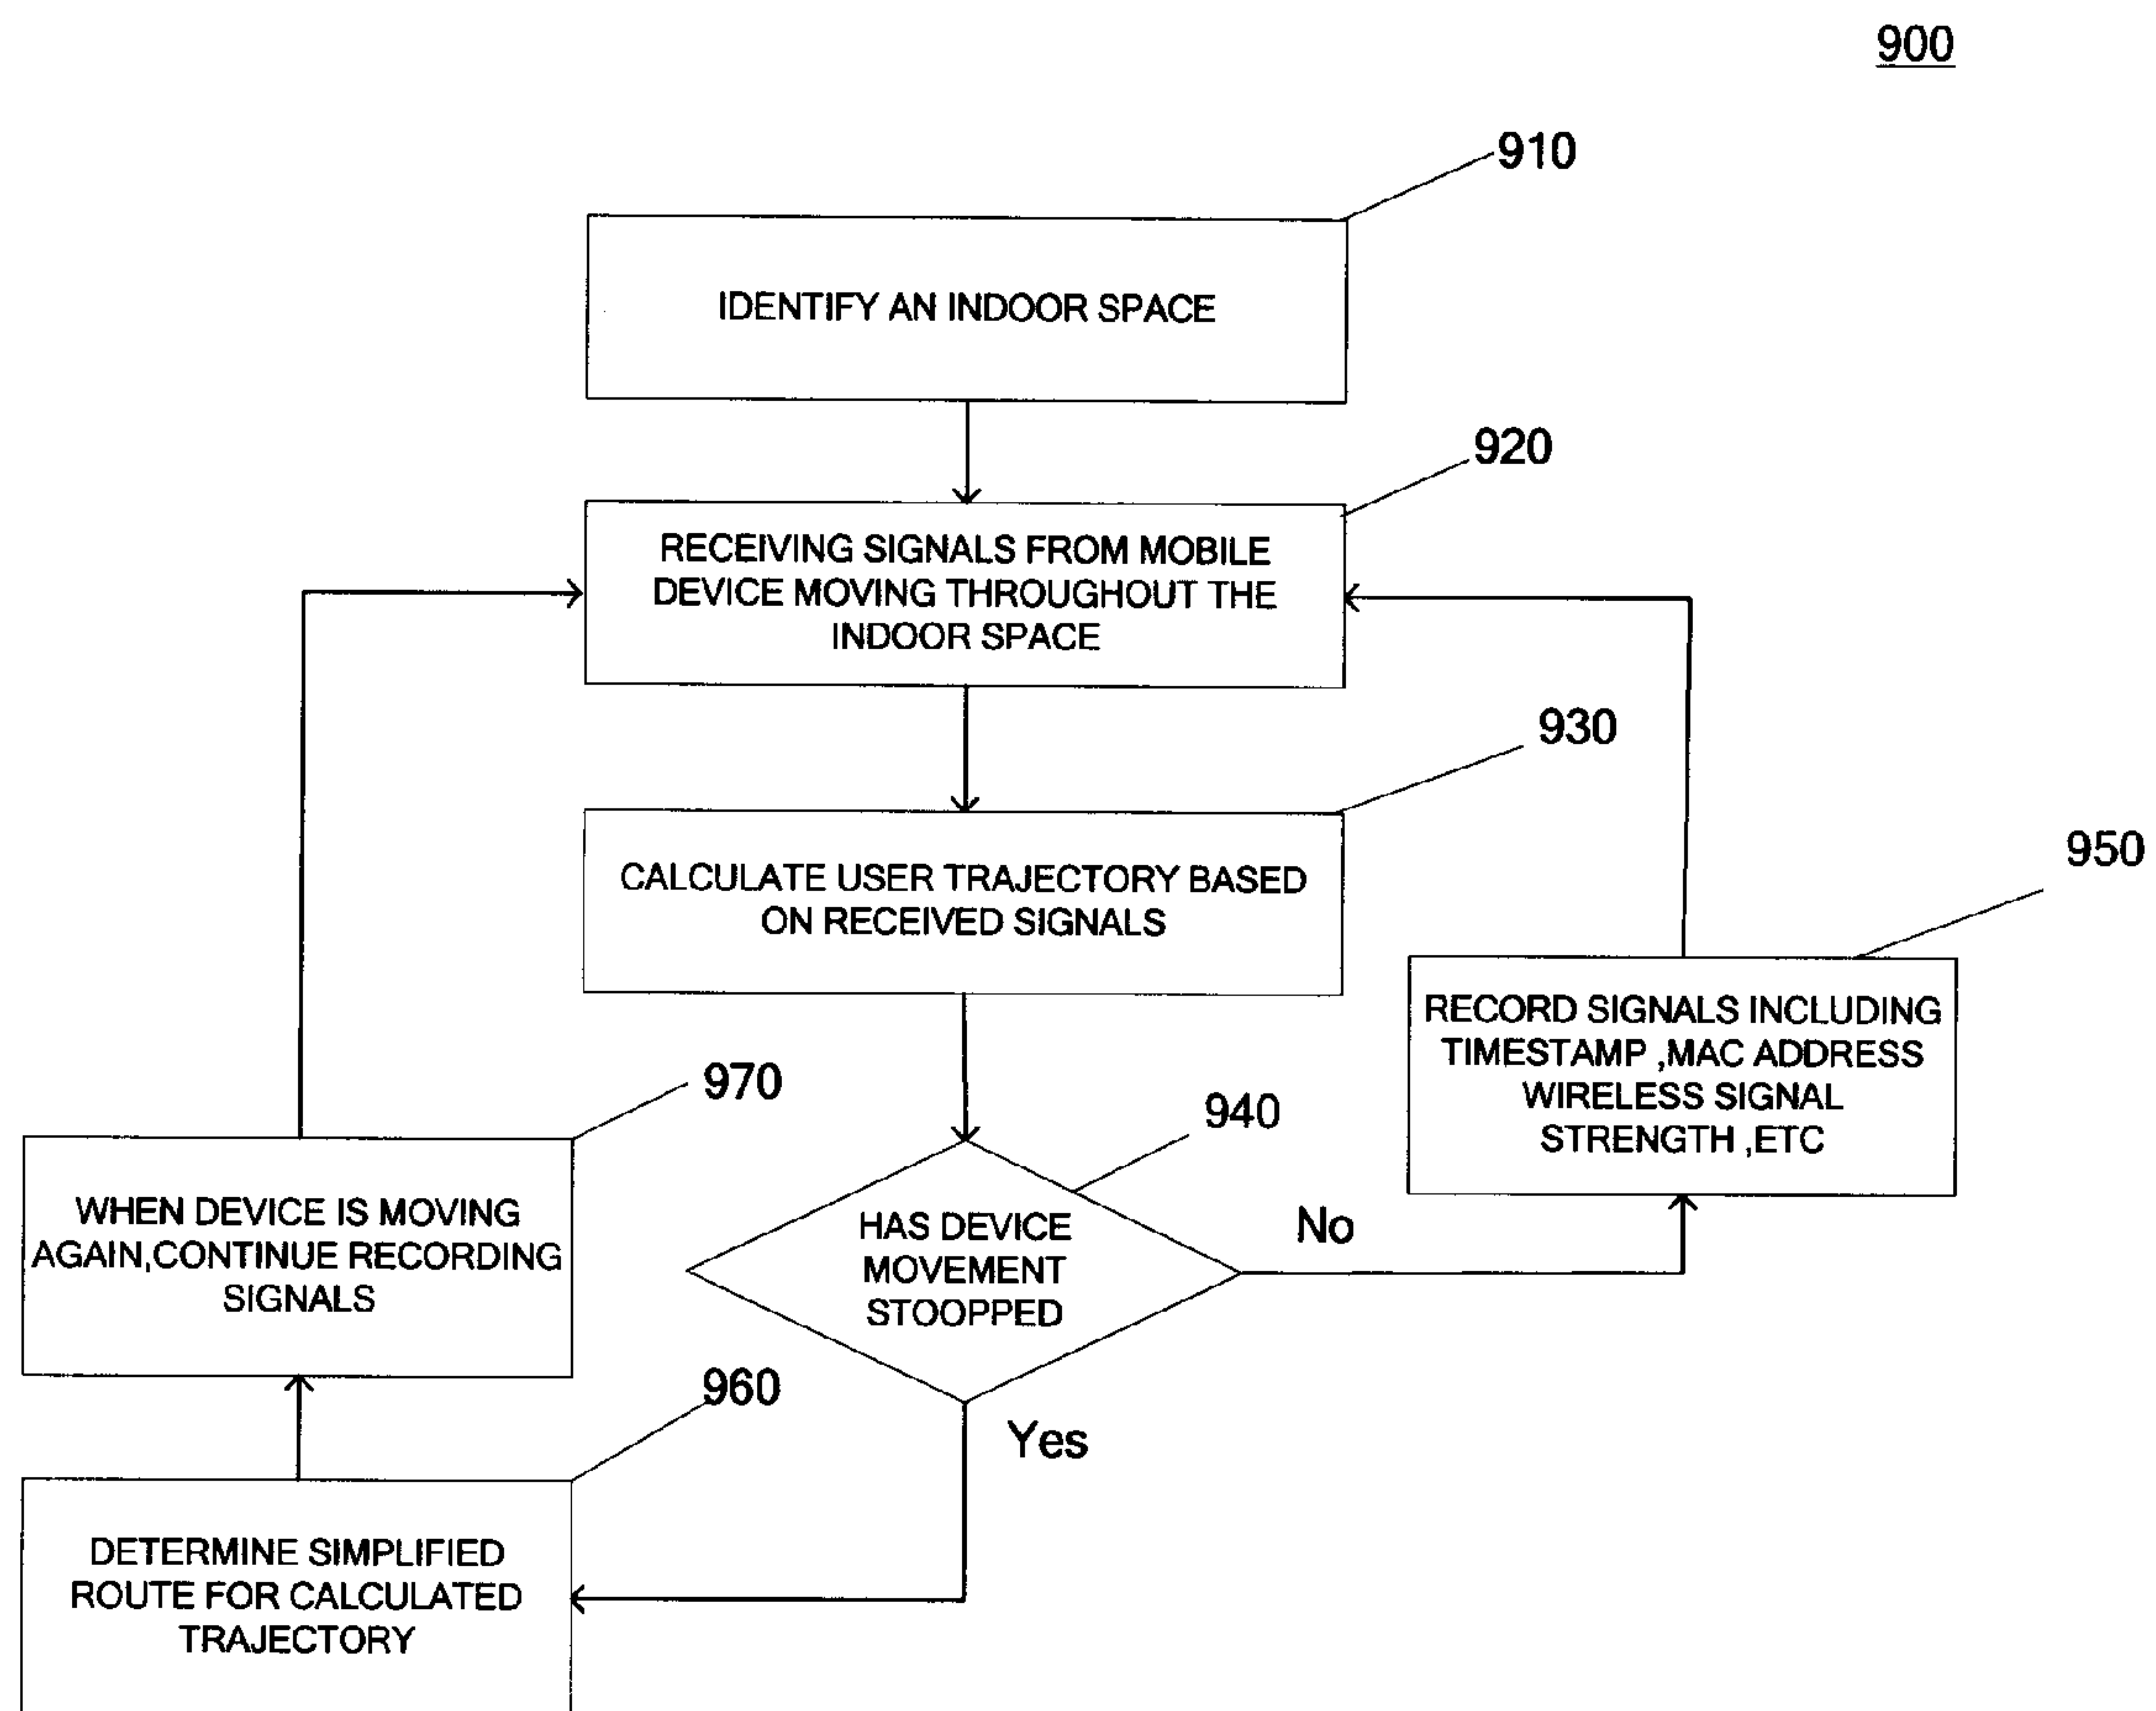 900
910
IDENTIFY AN INDOOR SPACE
920
RECEIVING SIGNALS FROM MOBILE
DEVICE MOVING THROUGHOUT THE
INDOOR SPACE
930
CALCULATE USER TRAJECTORY BASED
ON RECEIVED SIGNALS
940
HAS DEVICE
MOVEMENT
STOOPPED
No
Yes
950
RECORD SIGNALS INCLUDING
TIMESTAMP ,MAC ADDRESS
WIRELESS SIGNAL
STRENGTH ,ETC
960
DETERMINE SIMPLIFIED
ROUTE FOR CALCULATED
TRAJECTORY
970
WHEN DEVICE IS MOVING
AGAIN,CONTINUE RECORDING
SIGNALS